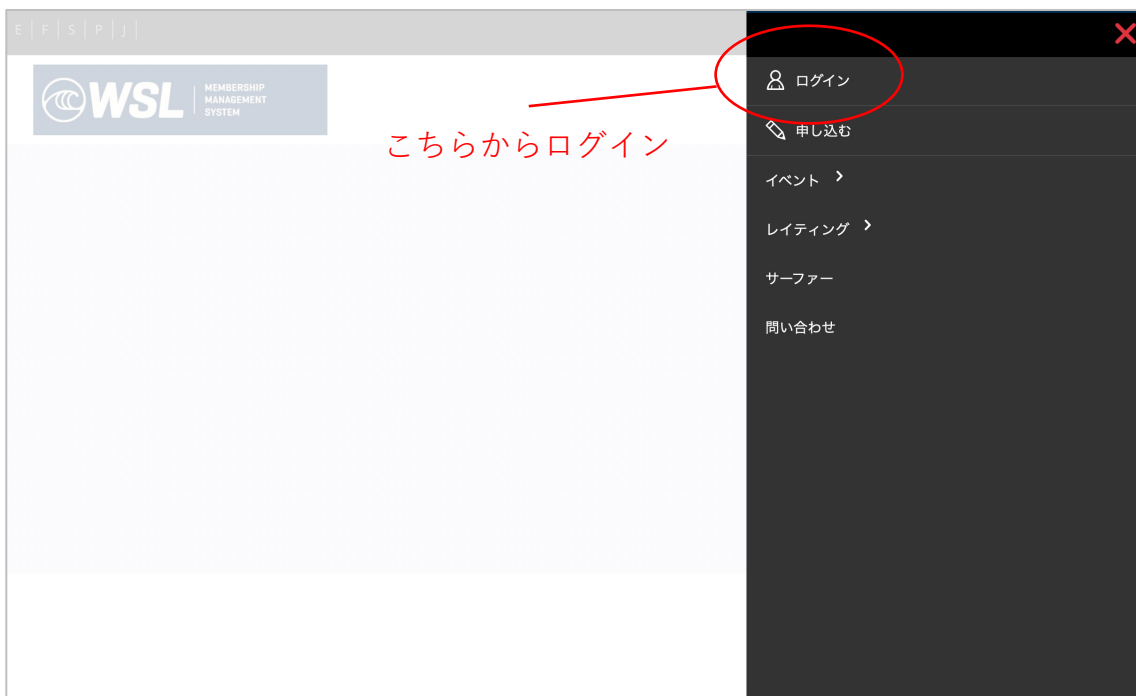 E | F | S | P | J |
WSL
MEMBERSHIP
MANAGEMENT
SYSTEM
こちらからログイン
ログイン
申し込む
イベント
レイティング
サーファー
問い合わせ